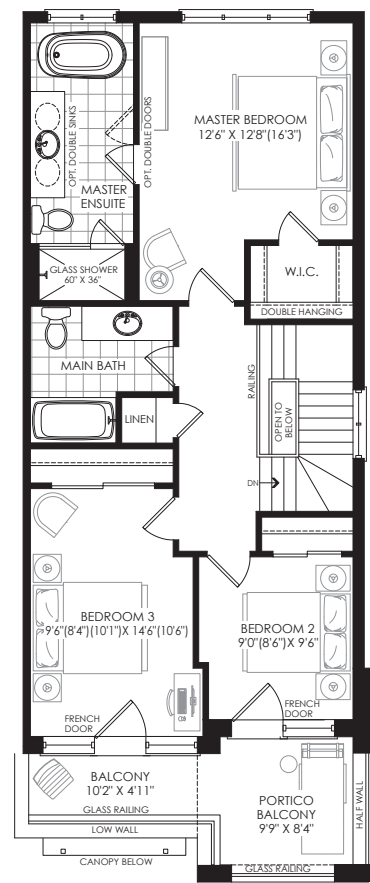 OPT. DOUBLE SINKS
OPT. DOUBLE DOORS
MASTER
ENSUITE
MASTER BEDROOM
12'6" X 12'8"(16'3")
GLASS SHOWER
60" X 36"
W.I.C.
DOUBLE HANGING
MAIN BATH
LINEN
RAILING
OPEN TO
BELOW
DN
BEDROOM 3
9'6"(8'4")(10'1")X 14'6"(10'6")
BEDROOM 2
9'0"(8'6") X 9'6"
FRENCH
DOOR
FRENCH
DOOR
BALCONY
10'2" X 4'11"
GLASS RAILING
LOW WALL
CANOPY BELOW
PORTICO
BALCONY
9'9" X 8'4"
HALF WALL
GLASS RAILING